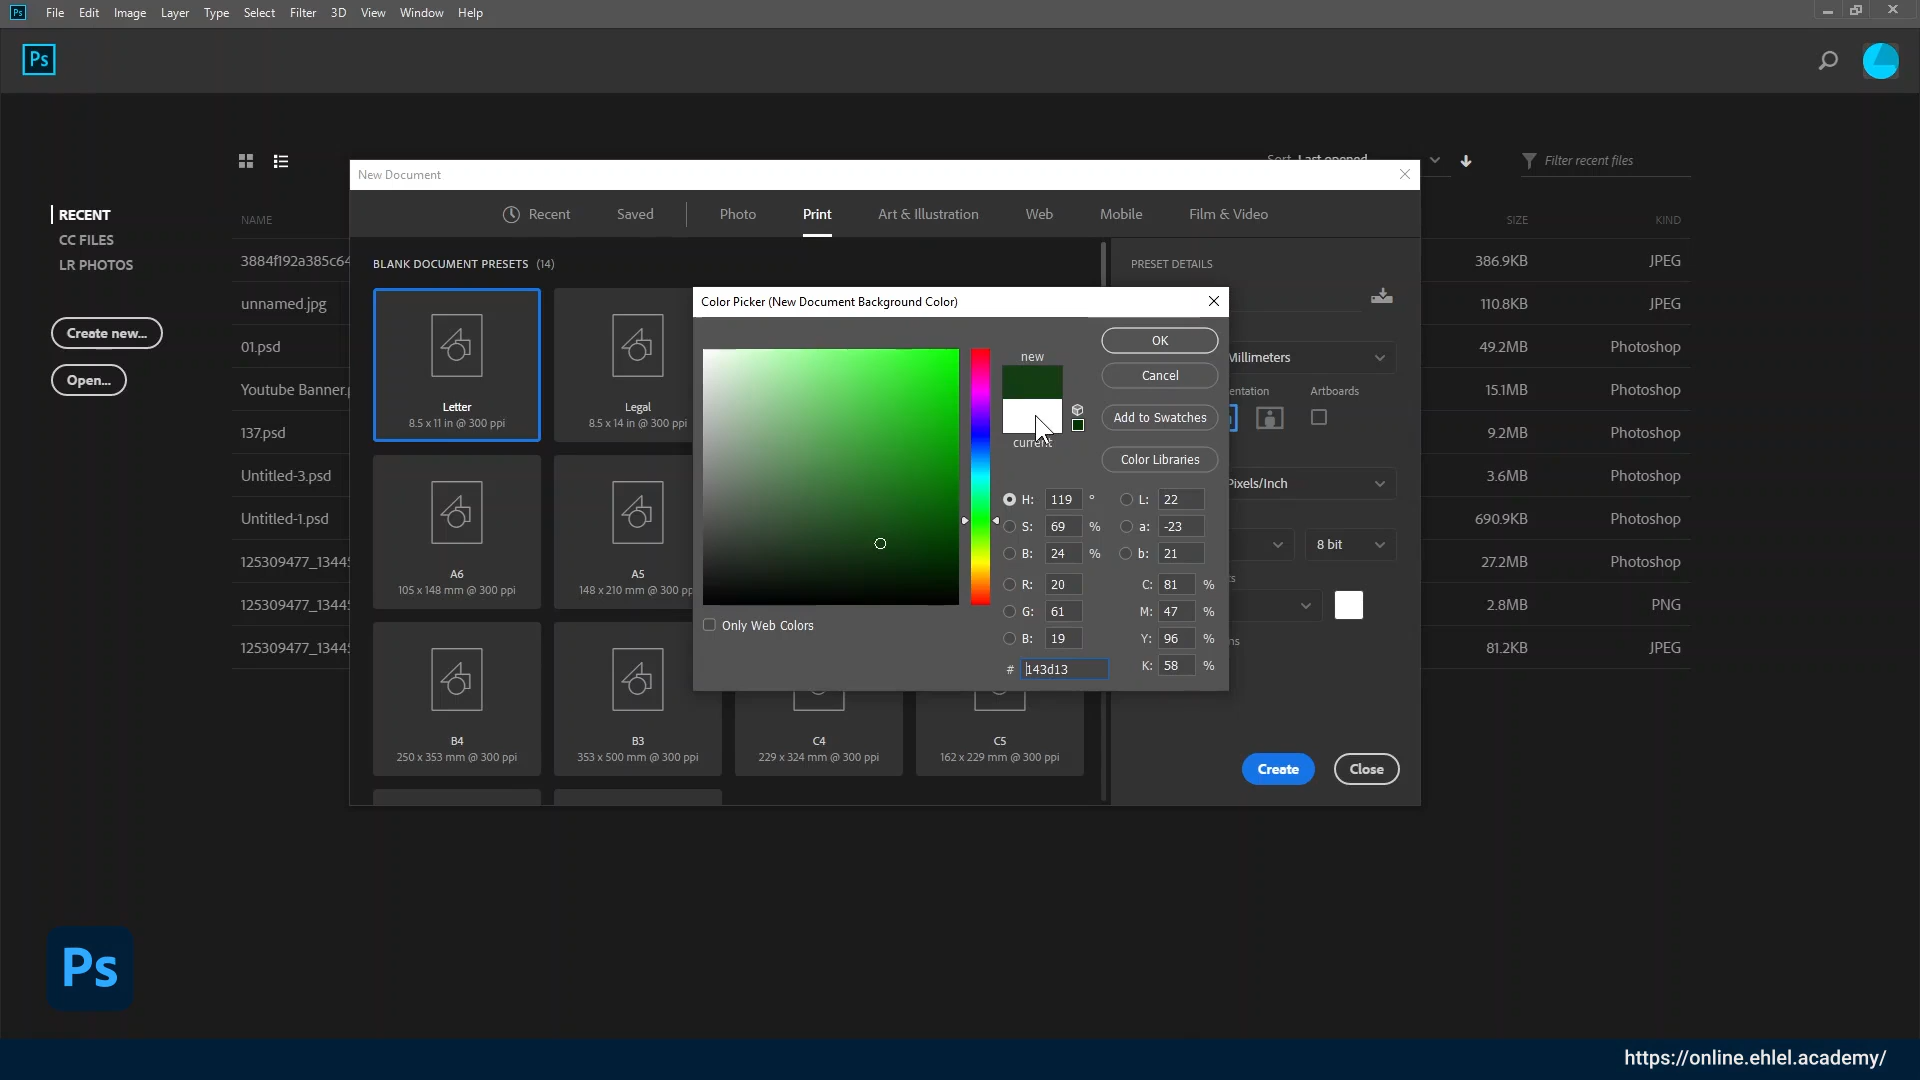 Ps File Edit Image Layer Type Select Filter 3D View Window Help
Ps
Last opened
Filter recent files
New Document
Recent Saved Photo Print Art & Illustration Web Mobile Film & Video
RECENT
CC FILES
LR PHOTOS
Create new...
Open...
NAME SIZE KIND
3884f192a385c64 386.9KB JPEG
unnamed.jpg 110.8KB JPEG
01.psd 49.2MB Photoshop
Youtube Banner. 15.1MB Photoshop
137.psd 9.2MB Photoshop
Untitled-3.psd 3.6MB Photoshop
Untitled-1.psd 690.9KB Photoshop
125309477_1344 27.2MB Photoshop
125309477_1344 2.8MB PNG
125309477_1344 81.2KB JPEG
BLANK DOCUMENT PRESETS (14)
Letter
8.5 x 11 in @ 300 ppi
Legal
8.5 x 14 in @ 300 ppi
A6
105 x 148 mm @ 300 ppi
A5
148 x 210 mm @ 300 pp
B4
250 x 353 mm @ 300 ppi
B3
353 x 500 mm @ 300 ppi
C4
229 x 324 mm @ 300 ppi
C5
162 x 229 mm @ 300 ppi
PRESET DETAILS
Millimeters
entation Artboards
Pixels/Inch
8 bit
Create Close
Color Picker (New Document Background Color)
new
current
OK
Cancel
Add to Swatches
Color Libraries
H: 119 ° L: 22
S: 69 % a: -23
B: 24 % b: 21
R: 20 C: 81 %
G: 61 M: 47 %
B: 19 Y: 96 %
# 143d13 K: 58 %
Only Web Colors
Ps
https://online.ehlel.academy/